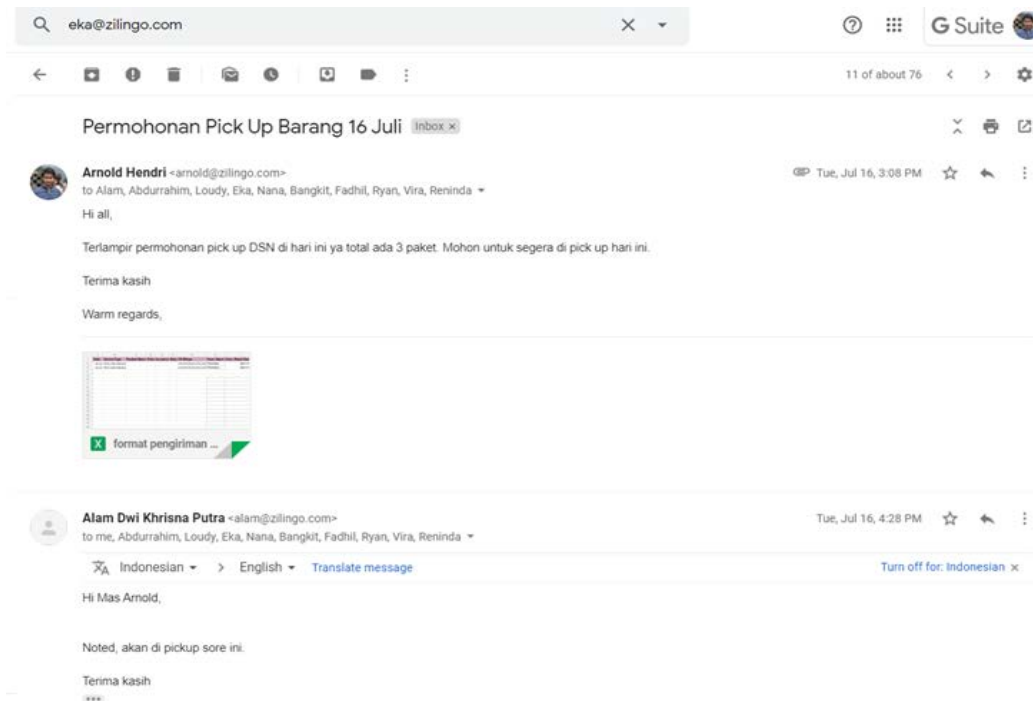 eka@zilingo.com
G Suite
11 of about 76
Permohonan Pick Up Barang 16 Juli Inbox ×
Arnold Hendri <arnold@zilingo.com>
Tue, Jul 16, 3:08 PM
to Alam, Abdurrahim, Loudy, Eka, Nana, Bangkit, Fadhil, Ryan, Vira, Reninda
Hi all,
Terlampir permohonan pick up DSN di hari ini ya total ada 3 paket. Mohon untuk segera di pick up hari ini.
Terima kasih
Warm regards,
X format pengiriman ...
Alam Dwi Khrisna Putra <alam@zilingo.com>
Tue, Jul 16, 4:28 PM
to me, Abdurrahim, Loudy, Eka, Nana, Bangkit, Fadhil, Ryan, Vira, Reninda
Indonesian > English Translate message
Turn off for: Indonesian ×
Hi Mas Arnold,
Noted, akan di pickup sore ini.
Terima kasih